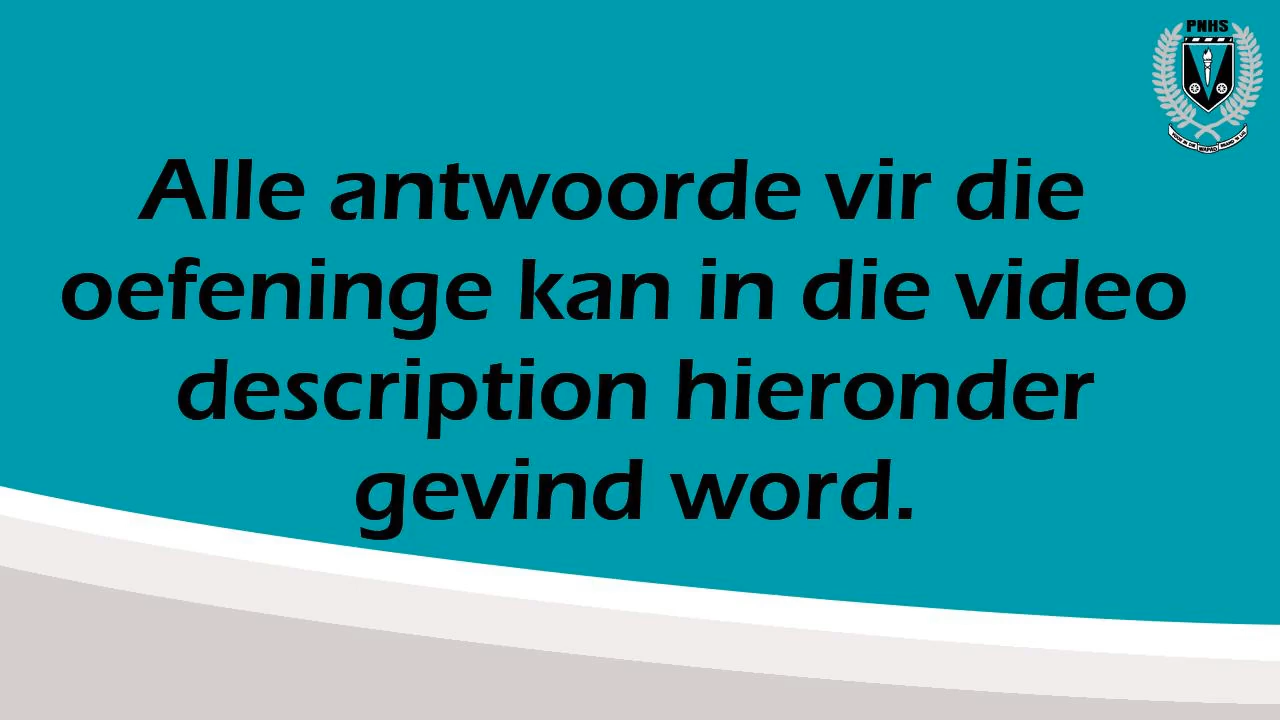 PNHS
Alle antwoorde vir die
oefeninge kan in die video
description hieronder
gevind word.